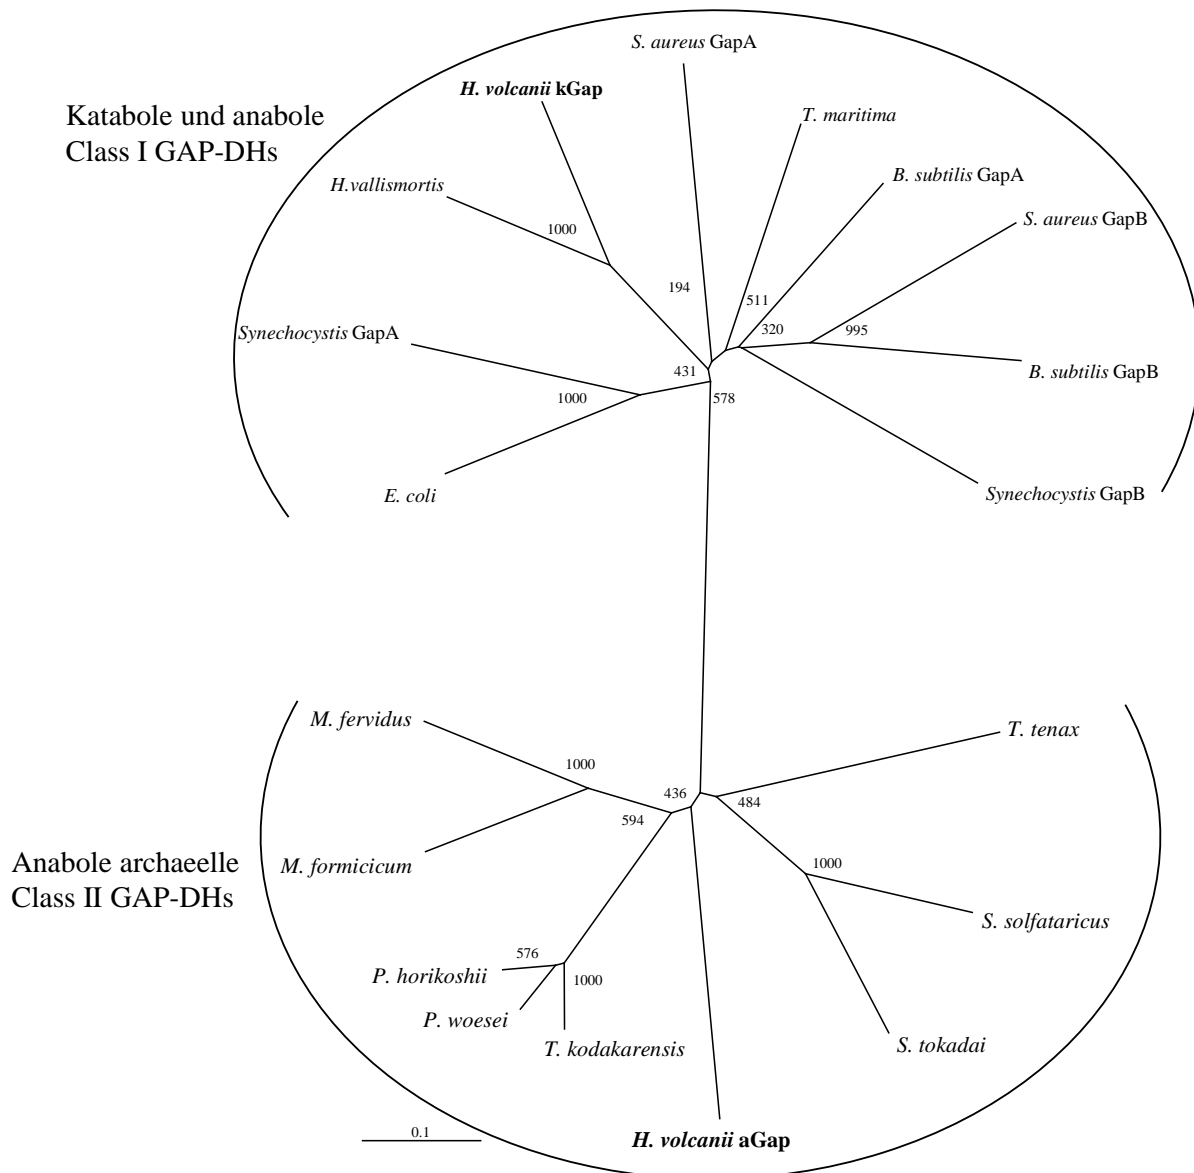 S. aureus GapA
H. volcanii kGap
Katabole und anabole
Class I GAP-DHs
T. maritima
B. subtilis GapA
H.vallismortis
S. aureus GapB
1000
194
511
320
995
Synechocystis GapA
431
B. subtilis GapB
1000
578
E. coli
Synechocystis GapB
M. fervidus
T. tenax
1000
436
484
594
Anabole archaeelle
Class II GAP-DHs
M. formicicum
1000
S. solfataricus
576
P. horikoshii
1000
P. woesei
T. kodakarensis
S. tokadai
0.1
H. volcanii aGap